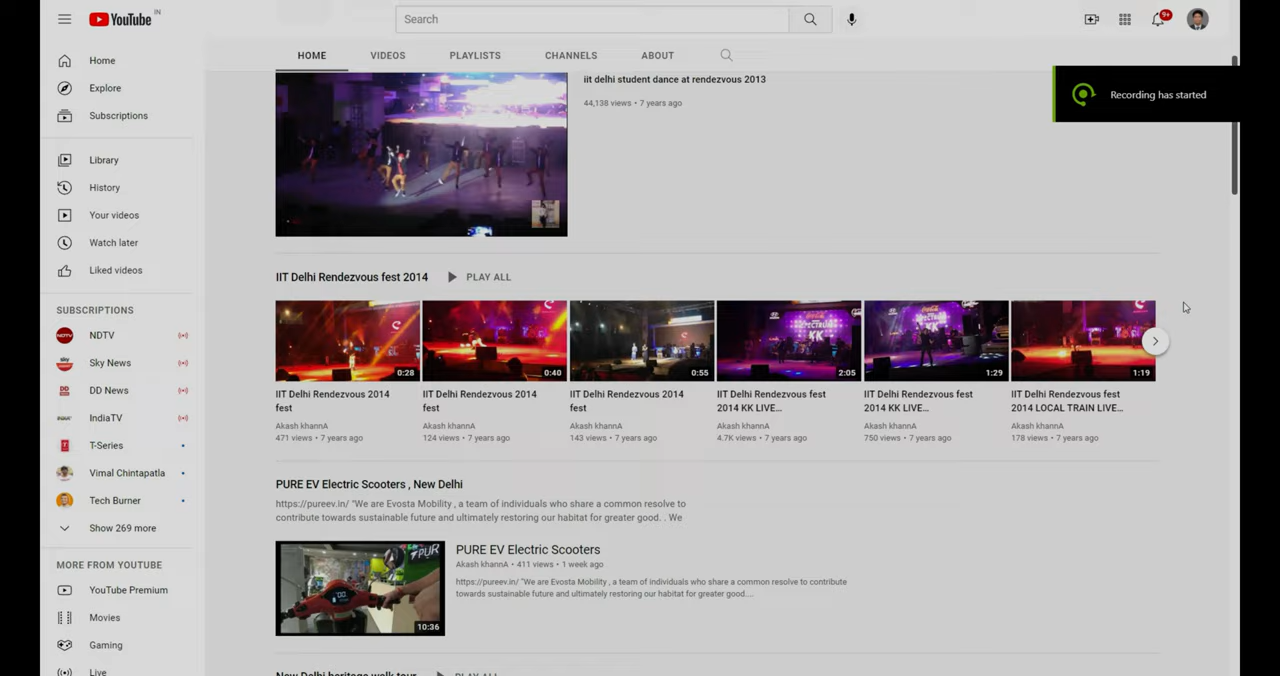 YouTube IN
Search
9+
HOME VIDEOS PLAYLISTS CHANNELS ABOUT
Recording has started
Home
Explore
Subscriptions
Library
History
Your videos
Watch later
Liked videos
SUBSCRIPTIONS
NDTV
Sky News
DD News
IndiaTV
T-Series
Vimal Chintapatla
Tech Burner
Show 269 more
MORE FROM YOUTUBE
YouTube Premium
Movies
Gaming
Live
iit delhi student dance at rendezvous 2013
44,138 views • 7 years ago
IIT Delhi Rendezvous fest 2014 PLAY ALL
0:28
0:40
0:55
2:05
1:29
1:19
IIT Delhi Rendezvous 2014
fest
Akash khannA
471 views • 7 years ago
IIT Delhi Rendezvous 2014
fest
Akash khannA
124 views • 7 years ago
IIT Delhi Rendezvous 2014
fest
Akash khannA
143 views • 7 years ago
IIT Delhi Rendezvous fest
2014 KK LIVE...
Akash khannA
4.7K views • 7 years ago
IIT Delhi Rendezvous fest
2014 KK LIVE...
Akash khannA
750 views • 7 years ago
IIT Delhi Rendezvous fest
2014 LOCAL TRAIN LIVE...
Akash khannA
178 views • 7 years ago
PURE EV Electric Scooters , New Delhi
https://pureev.in/ "We are Evosta Mobility , a team of individuals who share a common resolve to
contribute towards sustainable future and ultimately restoring our habitat for greater good. . We
10:36
PURE EV Electric Scooters
Akash khannA • 411 views • 1 week ago
https://pureev.in/ "We are Evosta Mobility , a team of individuals who share a common resolve to contribute
towards sustainable future and ultimately restoring our habitat for greater good....
New Delhi heritage walk tour PLAY ALL